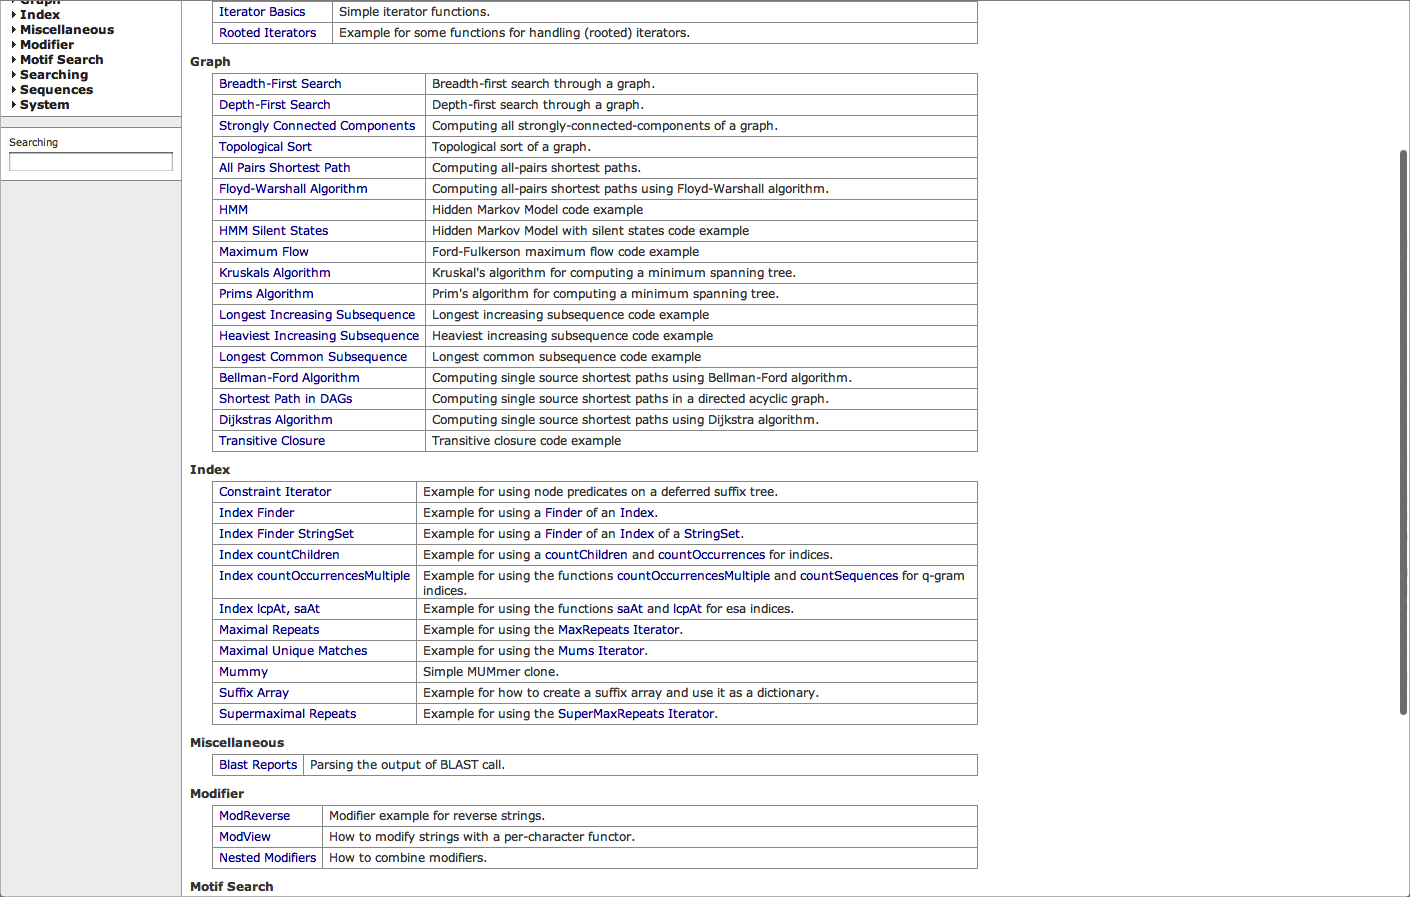 Graph
Index
Miscellaneous
Modifier
Motif Search
Searching
Sequences
System
Searching
Iterator Basics Simple iterator functions.
Rooted Iterators Example for some functions for handling (rooted) iterators.
Graph
Breadth-First Search Breadth-first search through a graph.
Depth-First Search Depth-first search through a graph.
Strongly Connected Components Computing all strongly-connected-components of a graph.
Topological Sort Topological sort of a graph.
All Pairs Shortest Path Computing all-pairs shortest paths.
Floyd-Warshall Algorithm Computing all-pairs shortest paths using Floyd-Warshall algorithm.
HMM Hidden Markov Model code example
HMM Silent States Hidden Markov Model with silent states code example
Maximum Flow Ford-Fulkerson maximum flow code example
Kruskals Algorithm Kruskal's algorithm for computing a minimum spanning tree.
Prims Algorithm Prim's algorithm for computing a minimum spanning tree.
Longest Increasing Subsequence Longest increasing subsequence code example
Heaviest Increasing Subsequence Heaviest increasing subsequence code example
Longest Common Subsequence Longest common subsequence code example
Bellman-Ford Algorithm Computing single source shortest paths using Bellman-Ford algorithm.
Shortest Path in DAGs Computing single source shortest paths in a directed acyclic graph.
Dijkstras Algorithm Computing single source shortest paths using Dijkstra algorithm.
Transitive Closure Transitive closure code example
Index
Constraint Iterator Example for using node predicates on a deferred suffix tree.
Index Finder Example for using a Finder of an Index.
Index Finder StringSet Example for using a Finder of an Index of a StringSet.
Index countChildren Example for using a countChildren and countOccurrences for indices.
Index countOccurrencesMultiple Example for using the functions countOccurrencesMultiple and countSequences for q-gram
indices.
Index lcpAt, saAt Example for using the functions saAt and lcpAt for esa indices.
Maximal Repeats Example for using the MaxRepeats Iterator.
Maximal Unique Matches Example for using the Mums Iterator.
Mummy Simple MUMmer clone.
Suffix Array Example for how to create a suffix array and use it as a dictionary.
Supermaximal Repeats Example for using the SuperMaxRepeats Iterator.
Miscellaneous
Blast Reports Parsing the output of BLAST call.
Modifier
ModReverse Modifier example for reverse strings.
ModView How to modify strings with a per-character functor.
Nested Modifiers How to combine modifiers.
Motif Search